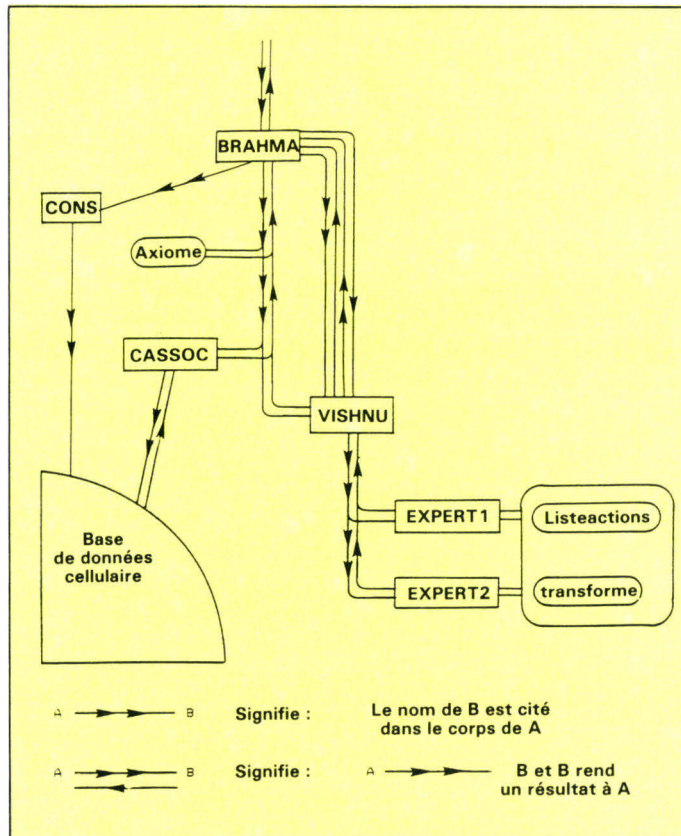 BRAHMA
CONS
Axiome
CASSOC
VISHNU
Base
de données
cellulaire
EXPERT1
Listeactions
EXPERT2
transforme
A B Signifie : Le nom de B est cité
dans le corps de A
A B Signifie : A B et B rend
un résultat à A